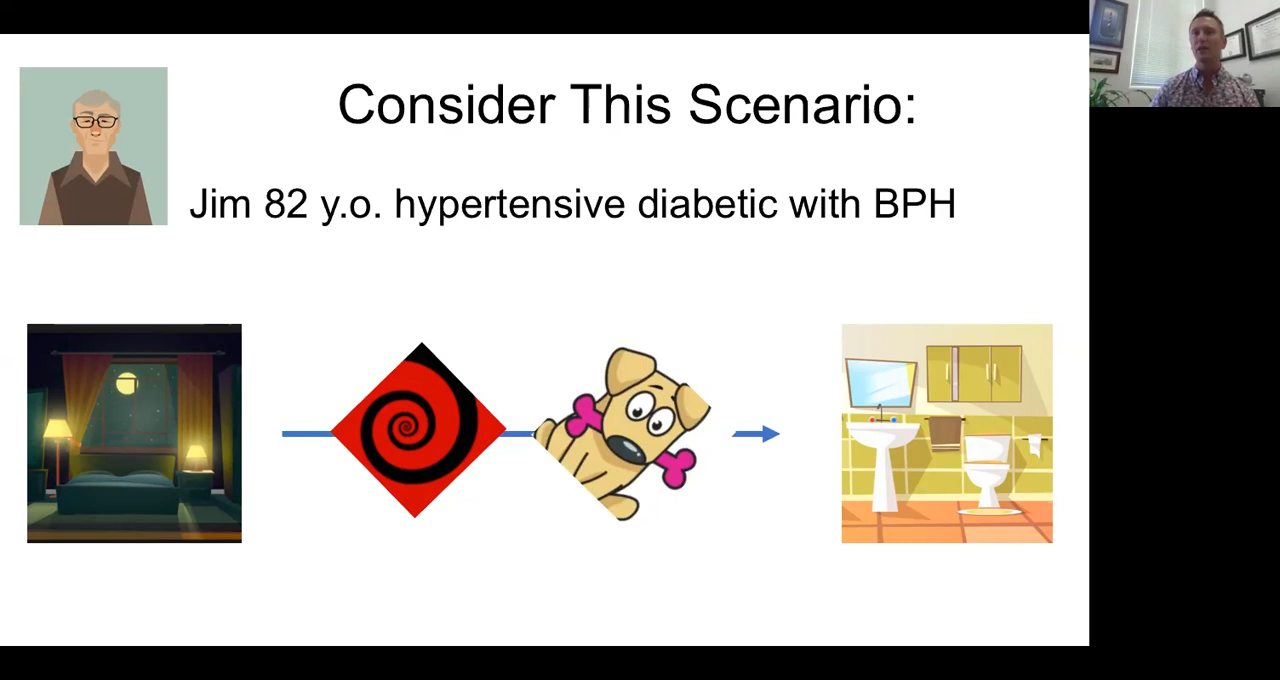 Consider This Scenario:
Jim 82 y.o. hypertensive diabetic with BPH